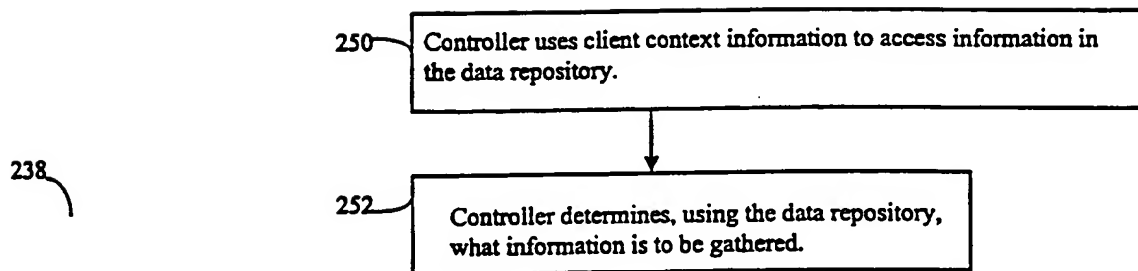 250
Controller uses client context information to access information in
the data repository.
238
252
Controller determines, using the data repository,
what information is to be gathered.